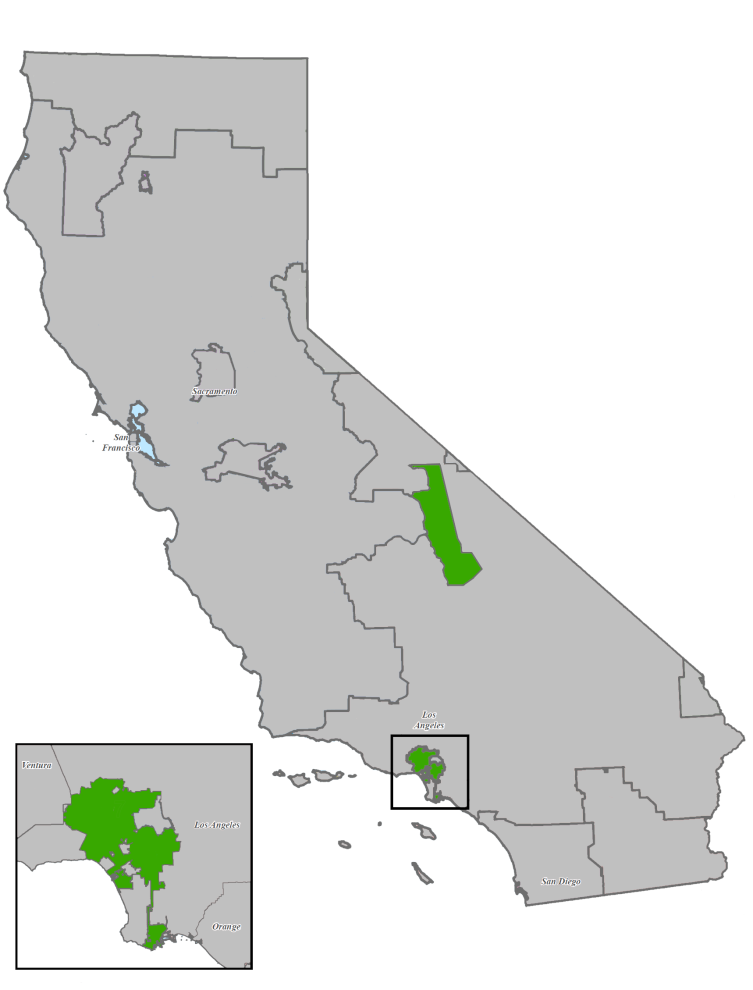 Sacramento
San
Francisco
Los
Angeles
Ventura
Los Angeles
San Diego
Orange